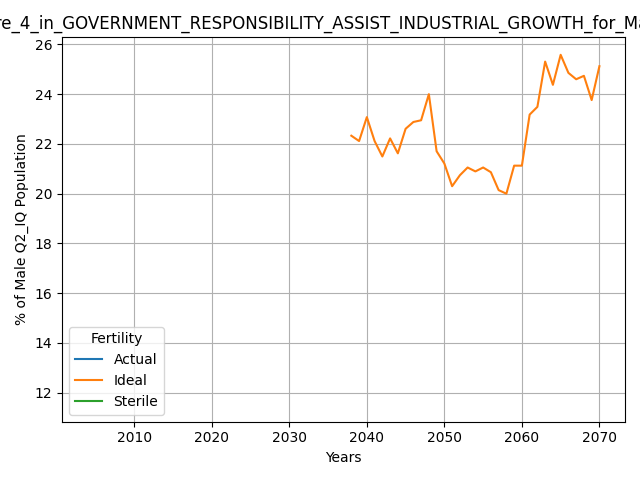 re_4_in_GOVERNMENT_RESPONSIBILITY_ASSIST_INDUSTRIAL_GROWTH_for_Ma
26
24
22
20
18
16
14
12
% of Male Q2_IQ Population
Fertility
Actual
Ideal
Sterile
2010 2020 2030 2040 2050 2060 2070
Years